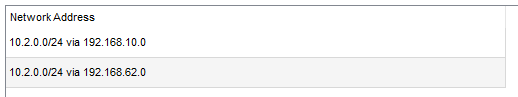 Network Address
10.2.0.0/24 via 192.168.10.0
10.2.0.0/24 via 192.168.62.0